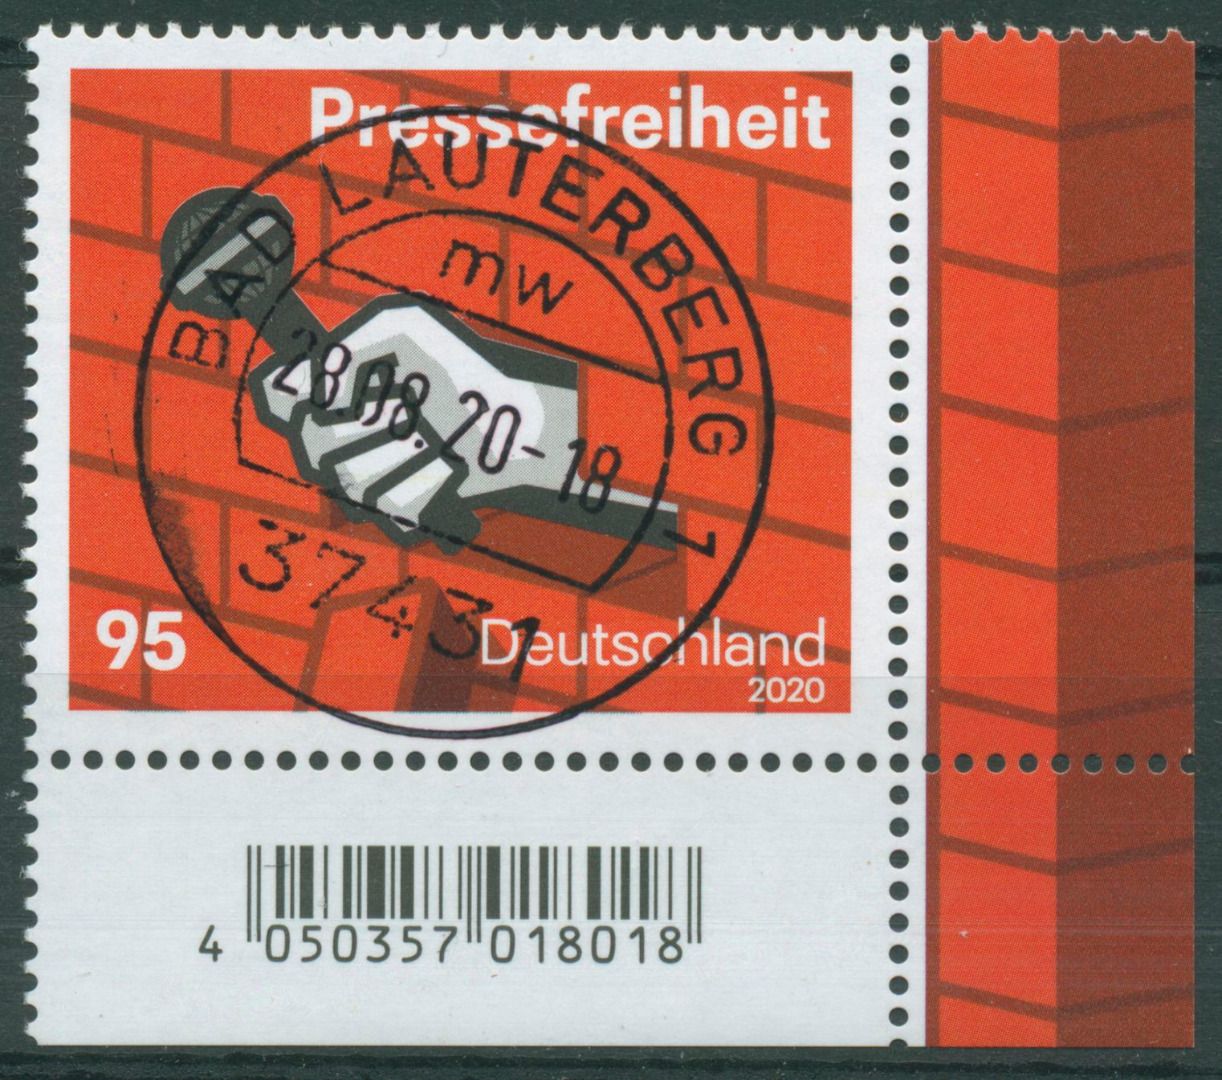 Pressefreiheit
BAD LAUTERBERG 1
mw
28.08.20-18
37431
95
Deutschland
2020
4 050357 018018